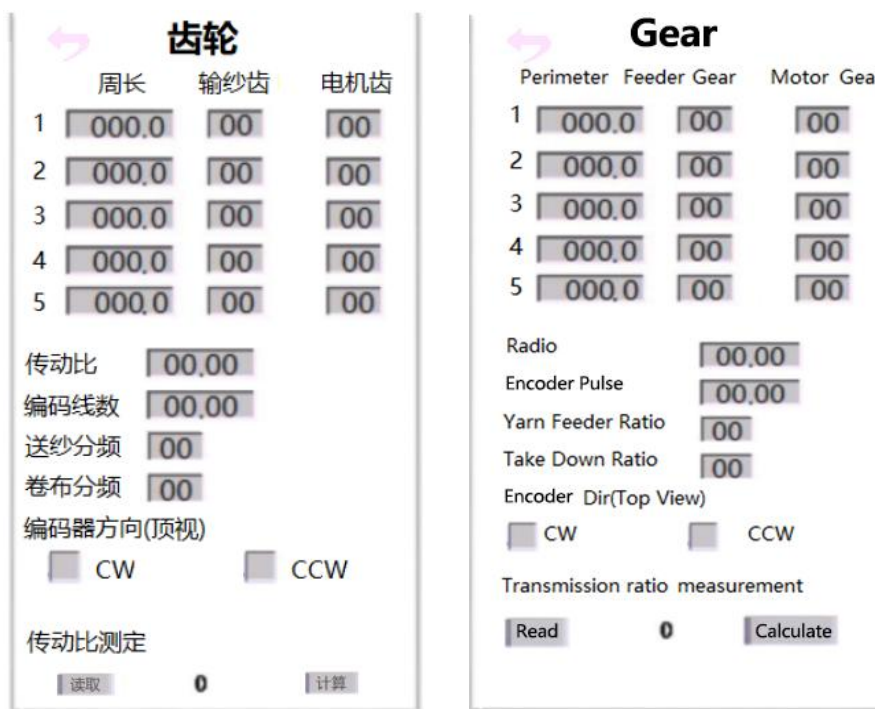 齿轮
周长 输纱齿 电机齿
1 000.0 00 00
2 000.0 00 00
3 000.0 00 00
4 000.0 00 00
5 000.0 00 00
传动比 00.00
编码线数 00.00
送纱分频 00
卷布分频 00
编码器方向(顶视)
CW CCW
传动比测定
读取 0 计算
Gear
Perimeter Feeder Gear Motor Gea
1 000.0 00 00
2 000.0 00 00
3 000.0 00 00
4 000.0 00 00
5 000.0 00 00
Radio 00.00
Encoder Pulse 00.00
Yarn Feeder Ratio 00
Take Down Ratio 00
Encoder Dir(Top View)
CW CCW
Transmission ratio measurement
Read 0 Calculate